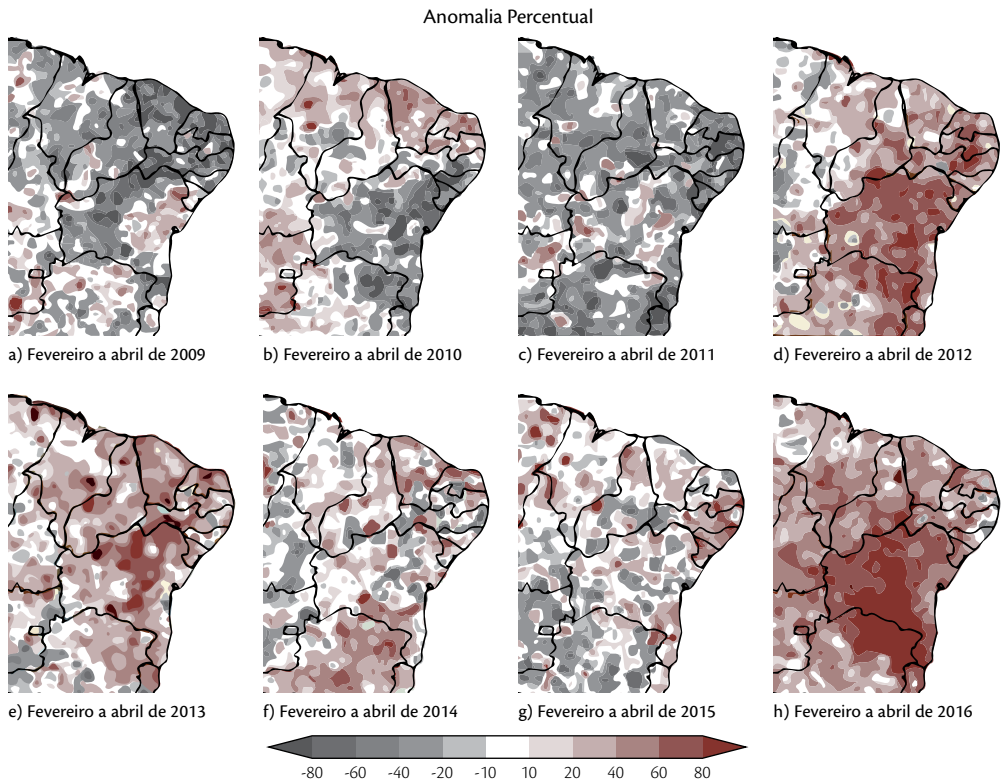 Anomalia Percentual
a) Fevereiro a abril de 2009
b) Fevereiro a abril de 2010
c) Fevereiro a abril de 2011
d) Fevereiro a abril de 2012
e) Fevereiro a abril de 2013
f) Fevereiro a abril de 2014
g) Fevereiro a abril de 2015
h) Fevereiro a abril de 2016
-80 -60 -40 -20 -10 10 20 40 60 80